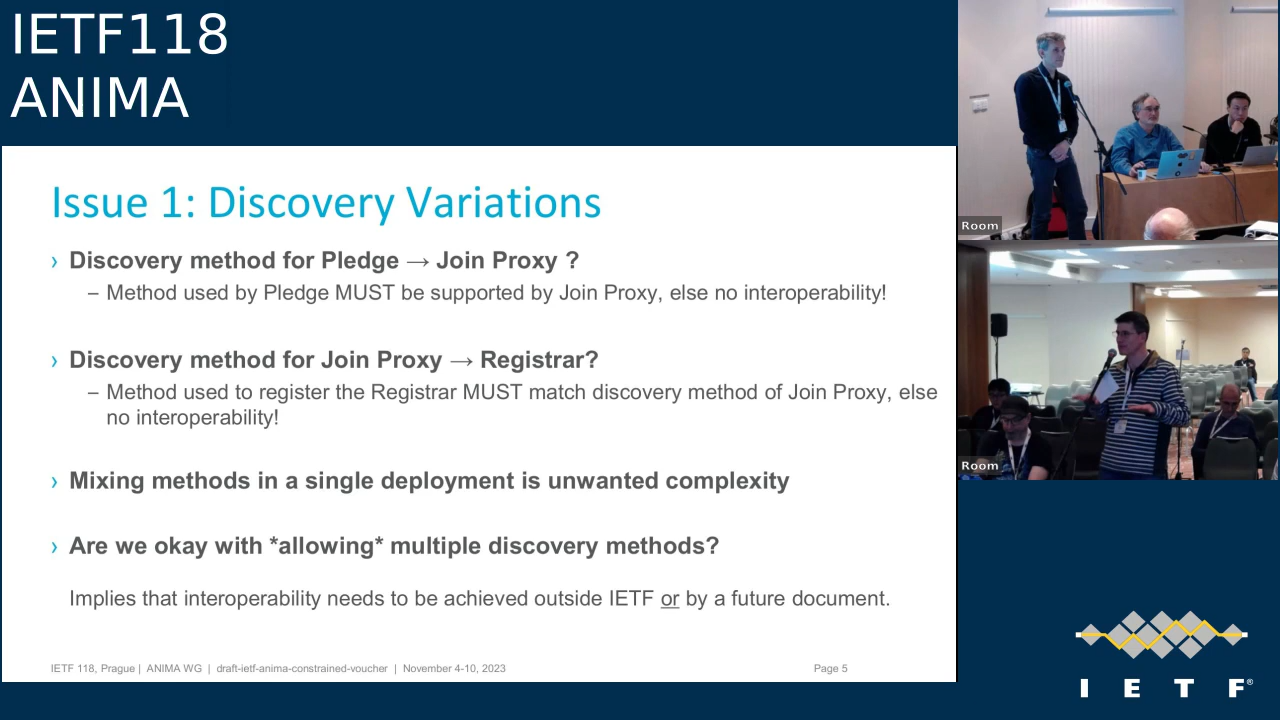 IETF118
ANIMA
Issue 1: Discovery Variations
› Discovery method for Pledge → Join Proxy ?
– Method used by Pledge MUST be supported by Join Proxy, else no interoperability!
› Discovery method for Join Proxy → Registrar?
– Method used to register the Registrar MUST match discovery method of Join Proxy, else
no interoperability!
› Mixing methods in a single deployment is unwanted complexity
› Are we okay with *allowing* multiple discovery methods?
Implies that interoperability needs to be achieved outside IETF or by a future document.
IETF 118, Prague | ANIMA WG | draft-ietf-anima-constrained-voucher | November 4-10, 2023
Page 5
Room
Room
I E T F®